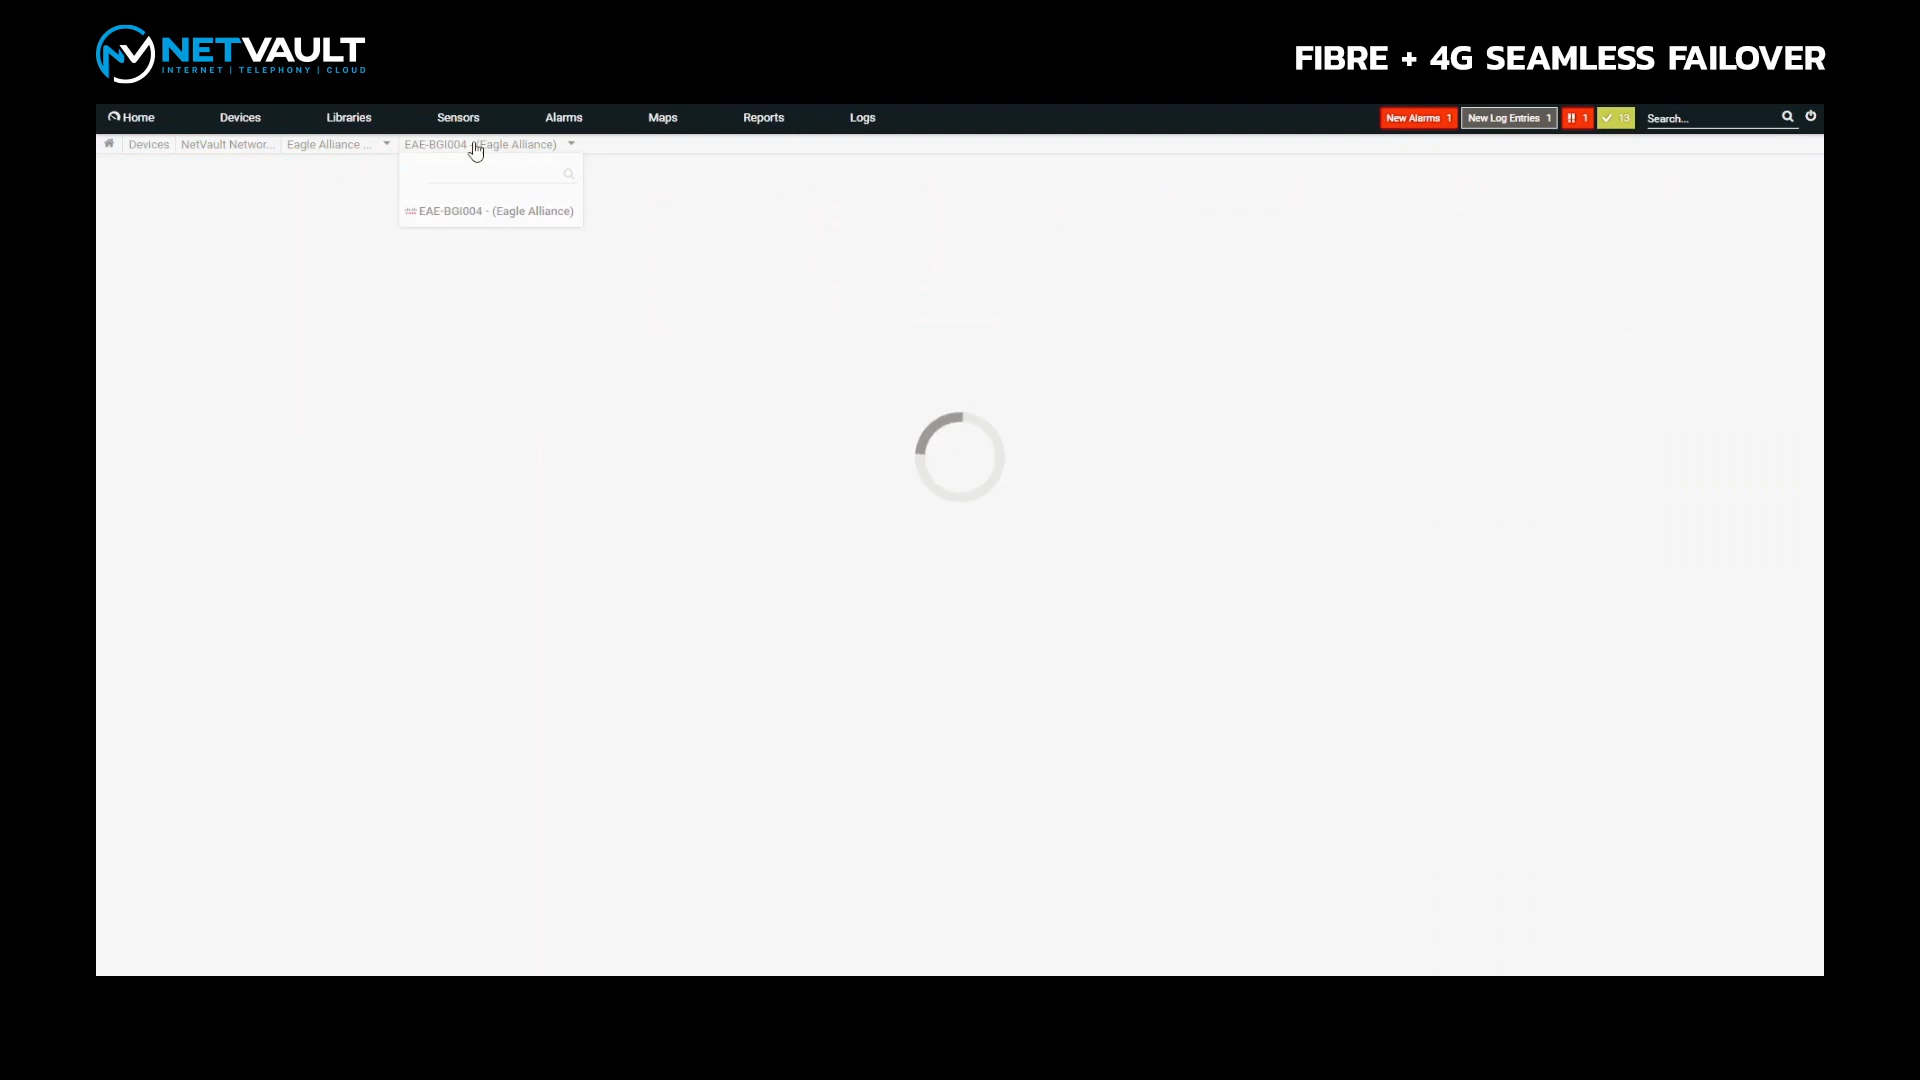 NETVAULT
INTERNET | TELEPHONY | CLOUD
FIBRE + 4G SEAMLESS FAILOVER
Home Devices Libraries Sensors Alarms Maps Reports Logs New Alarms 1 New Log Entries 1 !! 1 13 Search...
Devices NetVault Networ... Eagle Alliance ... EAE-BGI004 - (Eagle Alliance)
EAE-BGI004 - (Eagle Alliance)